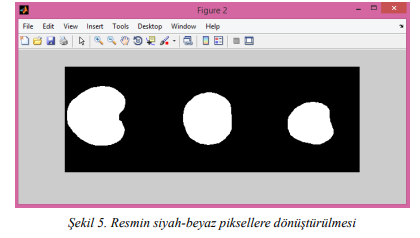 Figure 2
File Edit View Insert Tools Desktop Window Help
Şekil 5. Resmin siyah-beyaz piksellere dönüştürülmesi